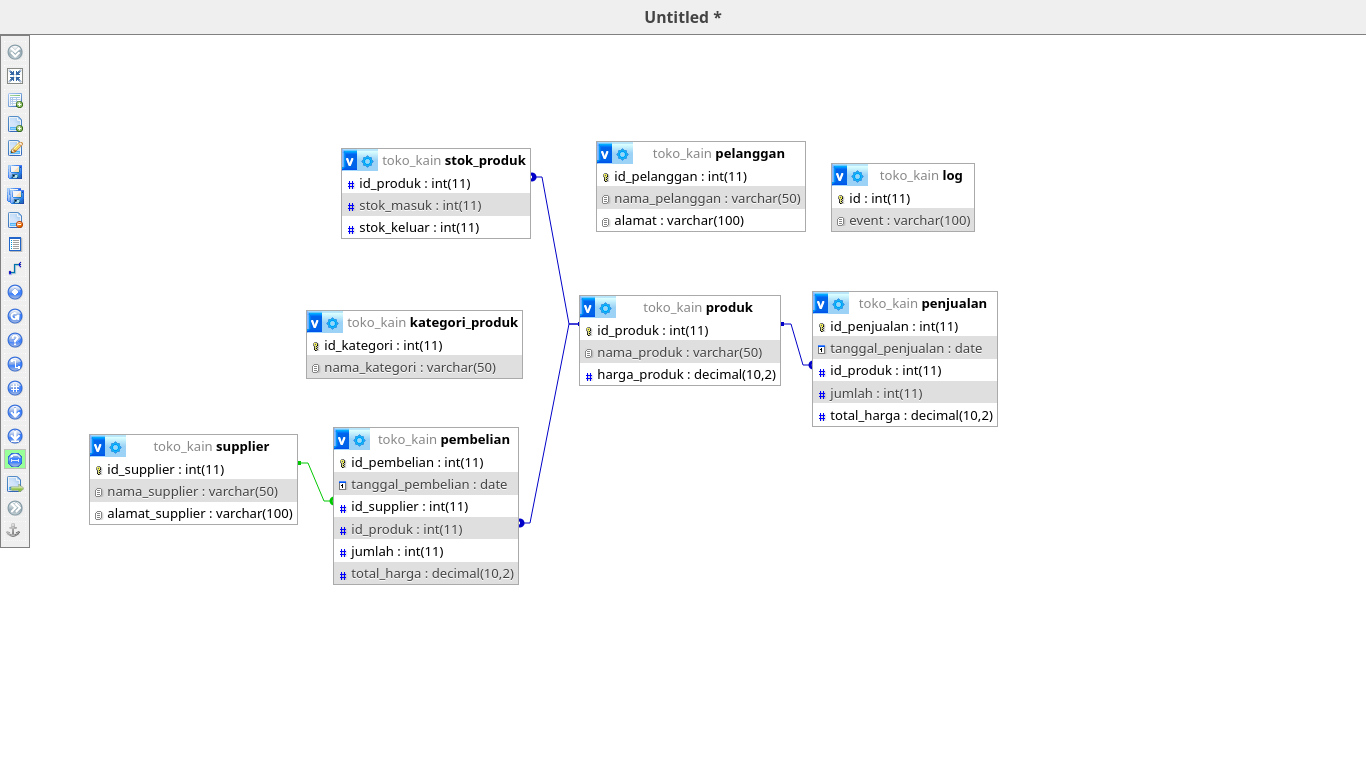 Untitled *
toko_kain stok_produk
id_produk : int(11)
stok_masuk : int(11)
stok_keluar : int(11)
toko_kain pelanggan
id_pelanggan : int(11)
nama_pelanggan : varchar(50)
alamat : varchar(100)
toko_kain log
id : int(11)
event : varchar(100)
toko_kain kategori_produk
id_kategori : int(11)
nama_kategori : varchar(50)
toko_kain produk
id_produk : int(11)
nama_produk : varchar(50)
harga_produk : decimal(10,2)
toko_kain penjualan
id_penjualan : int(11)
tanggal_penjualan : date
id_produk : int(11)
jumlah : int(11)
total_harga : decimal(10,2)
toko_kain supplier
id_supplier : int(11)
nama_supplier : varchar(50)
alamat_supplier : varchar(100)
toko_kain pembelian
id_pembelian : int(11)
tanggal_pembelian : date
id_supplier : int(11)
id_produk : int(11)
jumlah : int(11)
total_harga : decimal(10,2)